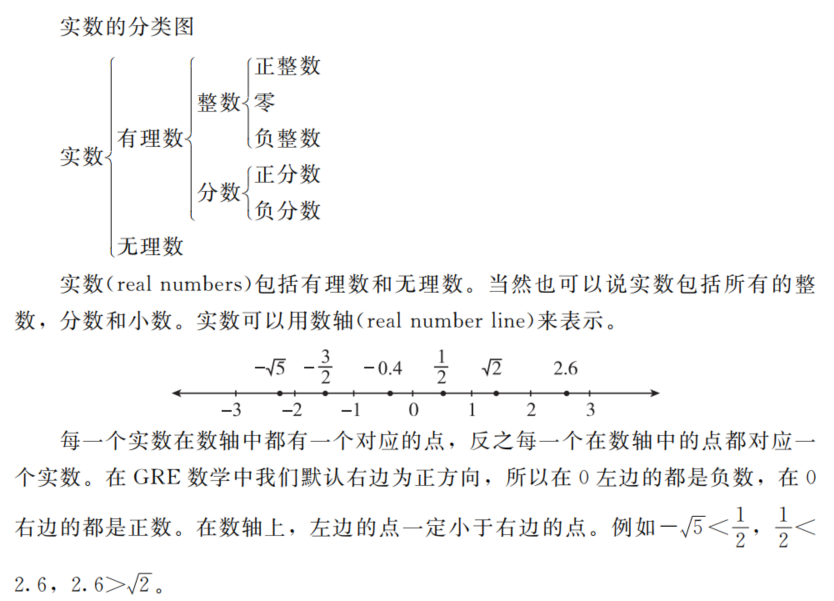 实数的分类图
正整数
整数 零
有理数 负整数
实数 正分数
分数
负分数
无理数
实数(real numbers)包括有理数和无理数。当然也可以说实数包括所有的整
数，分数和小数。实数可以用数轴(real number line)来表示。
−√5 −3/2 −0.4 1/2 √2 2.6
−3 −2 −1 0 1 2 3
每一个实数在数轴中都有一个对应的点，反之每一个在数轴中的点都对应一
个实数。在 GRE 数学中我们默认右边为正方向，所以在 0 左边的都是负数，在 0
右边的都是正数。在数轴上，左边的点一定小于右边的点。例如−√5<1/2，1/2<
2.6，2.6>√2。